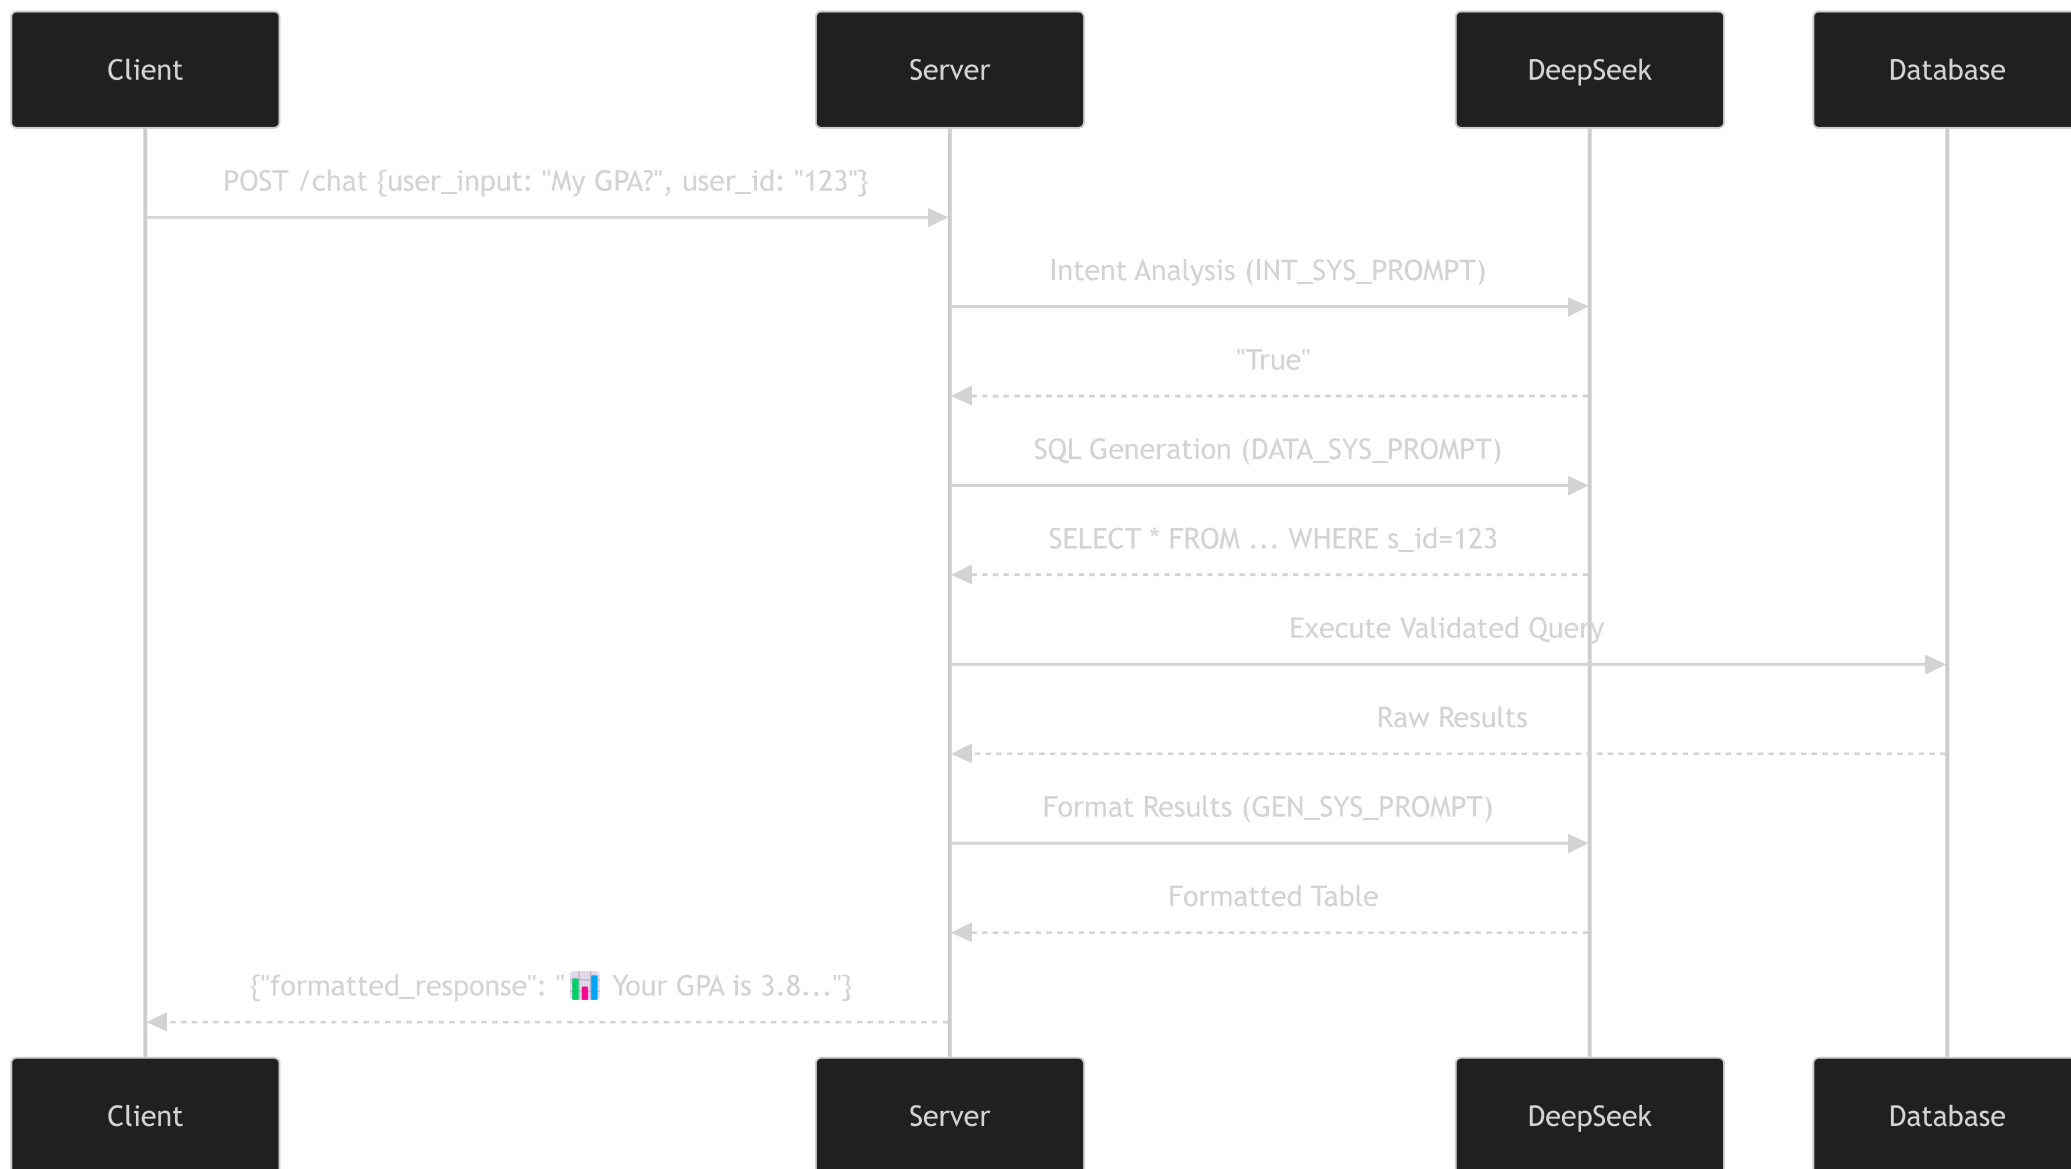 Client
Server
DeepSeek
Database
POST /chat {user_input: "My GPA?", user_id: "123"}
Intent Analysis (INT_SYS_PROMPT)
"True"
SQL Generation (DATA_SYS_PROMPT)
SELECT * FROM ... WHERE s_id=123
Execute Validated Query
Raw Results
Format Results (GEN_SYS_PROMPT)
Formatted Table
{"formatted_response": "📊 Your GPA is 3.8..."}
Client
Server
DeepSeek
Database